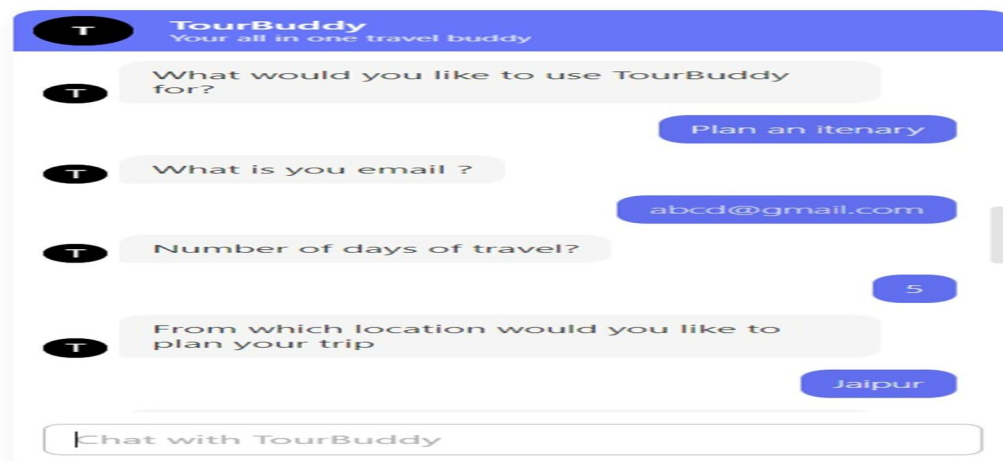 T
TourBuddy
Your all in one travel buddy
What would you like to use TourBuddy
for?
T
Plan an itenary
What is you email ?
T
abcd@gmail.com
Number of days of travel?
T
5
From which location would you like to
plan your trip
T
Jaipur
Chat with TourBuddy